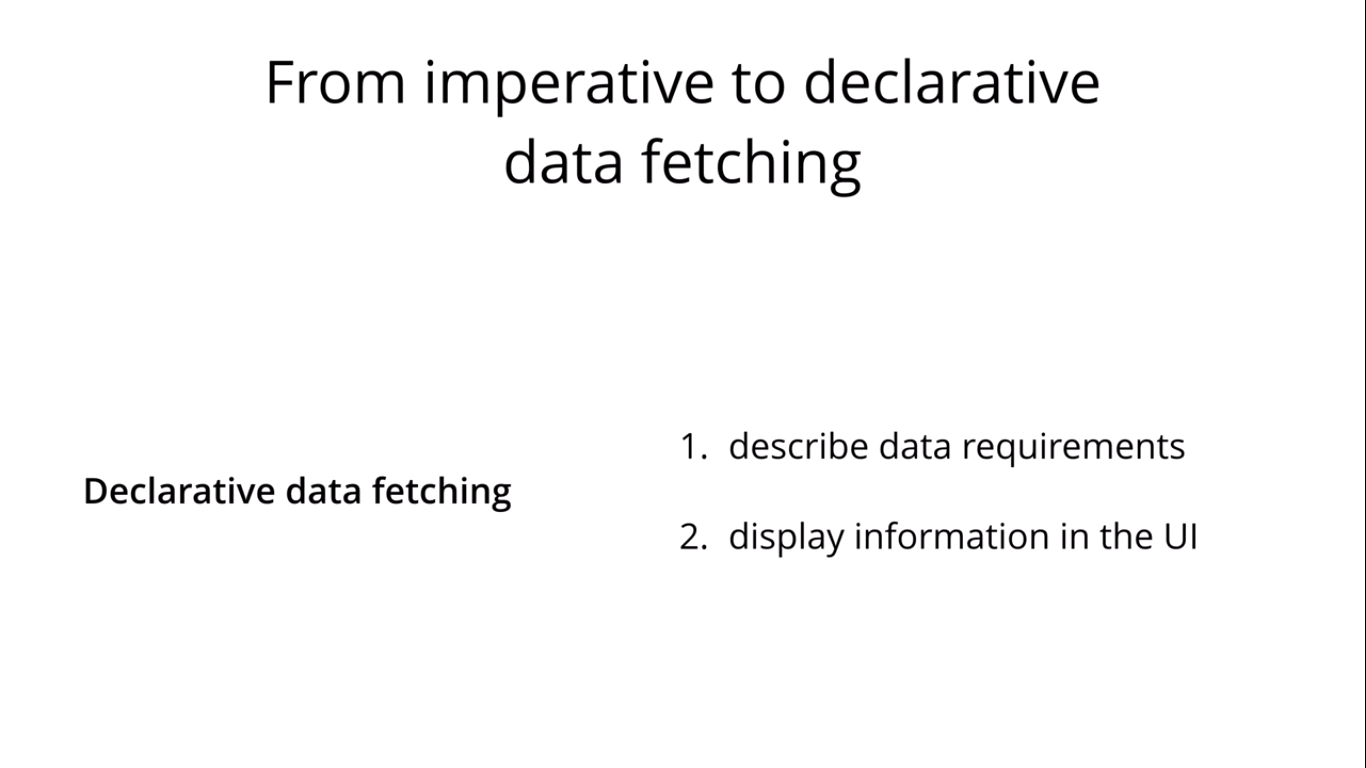 From imperative to declarative
data fetching
Declarative data fetching
1. describe data requirements
2. display information in the UI